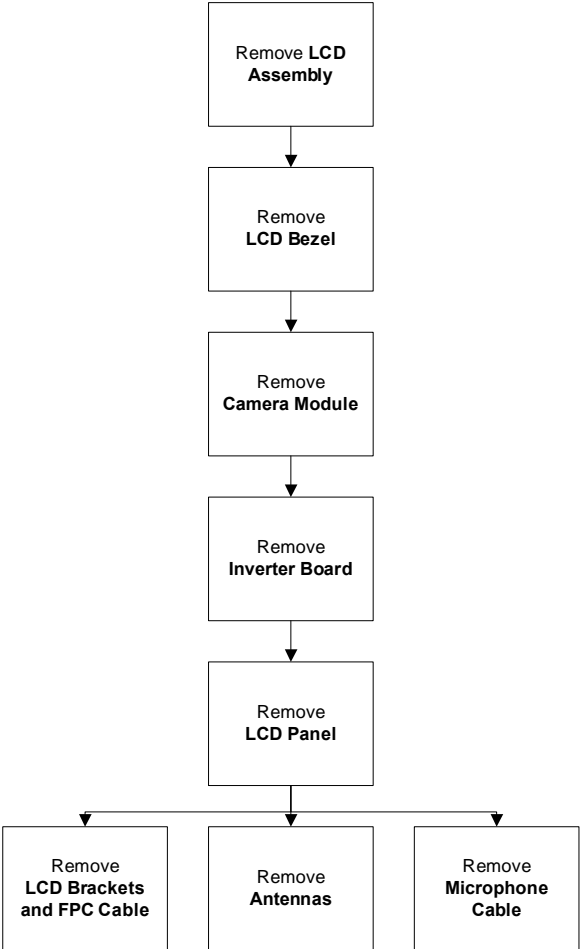 Remove LCD
Assembly
Remove
LCD Bezel
Remove
Camera Module
Remove
Inverter Board
Remove
LCD Panel
Remove
LCD Brackets
and FPC Cable
Remove
Antennas
Remove
Microphone
Cable